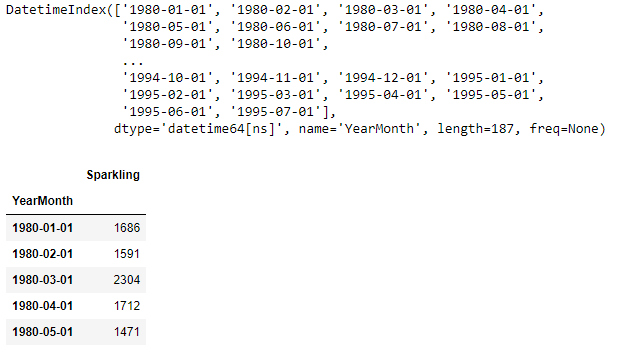 DatetimeIndex(['1980-01-01', '1980-02-01', '1980-03-01', '1980-04-01',
'1980-05-01', '1980-06-01', '1980-07-01', '1980-08-01',
'1980-09-01', '1980-10-01',
...
'1994-10-01', '1994-11-01', '1994-12-01', '1995-01-01',
'1995-02-01', '1995-03-01', '1995-04-01', '1995-05-01',
'1995-06-01', '1995-07-01'],
dtype='datetime64[ns]', name='YearMonth', length=187, freq=None)
Sparkling
YearMonth
1980-01-01 1686
1980-02-01 1591
1980-03-01 2304
1980-04-01 1712
1980-05-01 1471